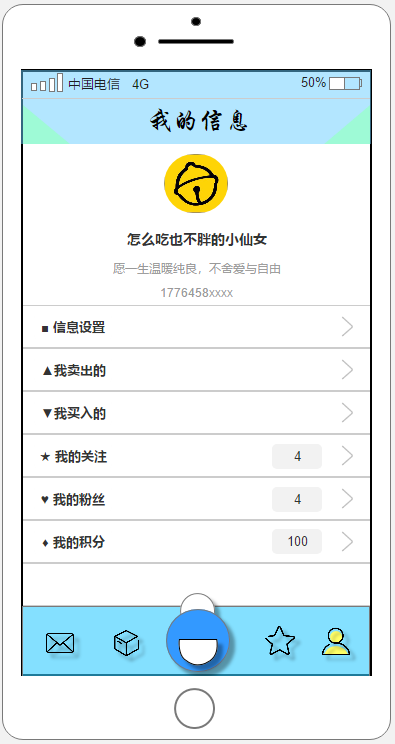 中国电信 4G 50%
我的信息
怎么吃也不胖的小仙女
愿一生温暖纯良，不舍爱与自由
1776458xxxx
■ 信息设置
▲我卖出的
▼我买入的
★ 我的关注 4
♥ 我的粉丝 4
♦ 我的积分 100